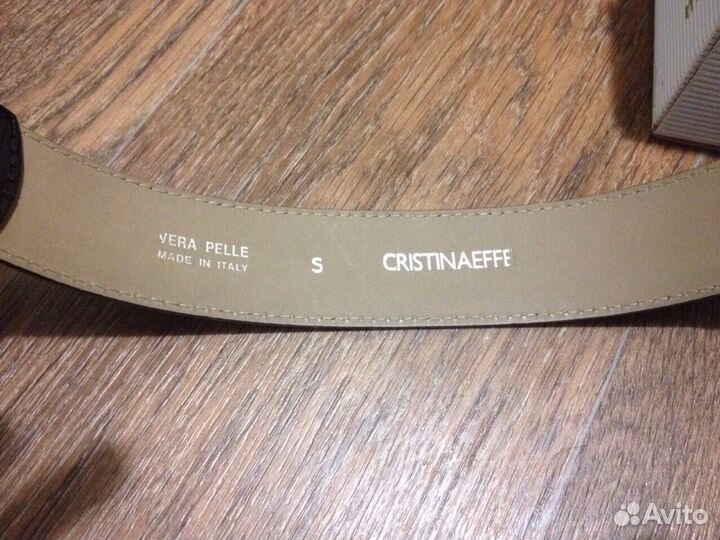 VERA PELLE
MADE IN ITALY
S
CRISTINAEFFE
Avito